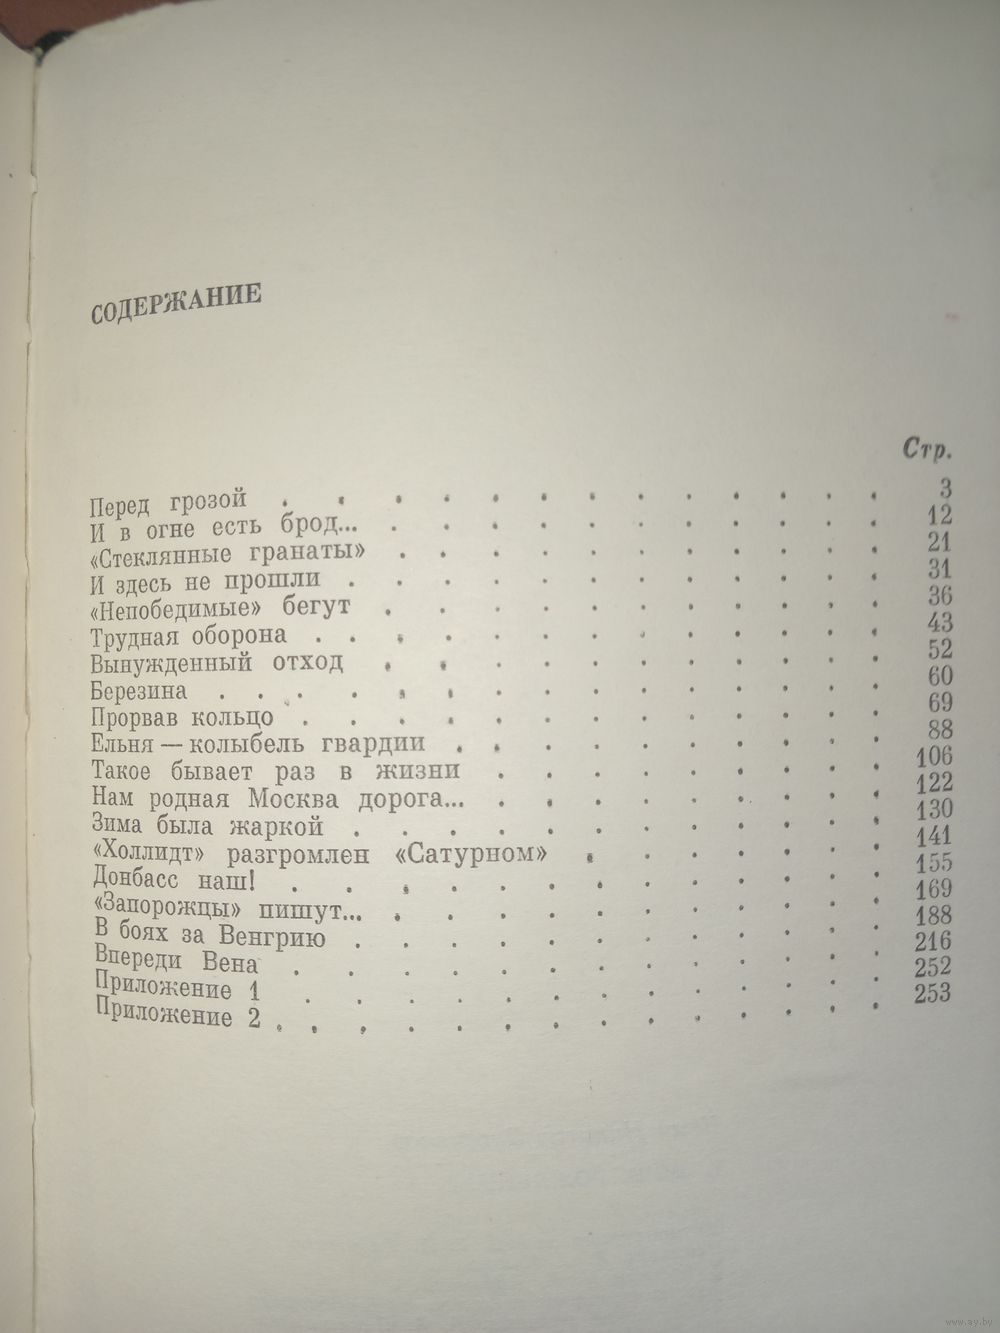 СОДЕРЖАНИЕ
Стр.
Перед грозой . . . . . . . . . . . . . 3
И в огне есть брод... . . . . . . . . . . . 12
«Стеклянные гранаты» . . . . . . . . . . . 21
И здесь не прошли . . . . . . . . . . . . 31
«Непобедимые» бегут . . . . . . . . . . . 36
Трудная оборона . . . . . . . . . . . . . 43
Вынужденный отход . . . . . . . . . . . 52
Березина . . . . . . . . . . . . . . . 60
Прорвав кольцо . . . . . . . . . . . . . 69
Ельня — колыбель гвардии . . . . . . . . . . 88
Такое бывает раз в жизни . . . . . . . . . 106
Нам родная Москва дорога... . . . . . . . . . 122
Зима была жаркой . . . . . . . . . . . . 130
«Холлидт» разгромлен «Сатурном» . . . . . . . 141
Донбасс наш! . . . . . . . . . . . . . 155
«Запорожцы» пишут... . . . . . . . . . . . 169
В боях за Венгрию . . . . . . . . . . . . 188
Впереди Вена . . . . . . . . . . . . . 216
Приложение 1 . . . . . . . . . . . . . 252
Приложение 2 . . . . . . . . . . . . . . 253
www.ay.by